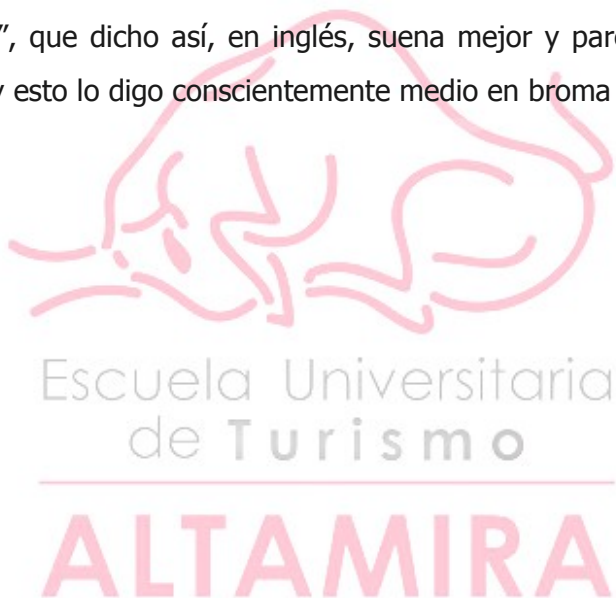 ”, que dicho así, en inglés, suena mejor y par
y esto lo digo conscientemente medio en broma
Escuela Universitaria
de Turismo
ALTAMIRA